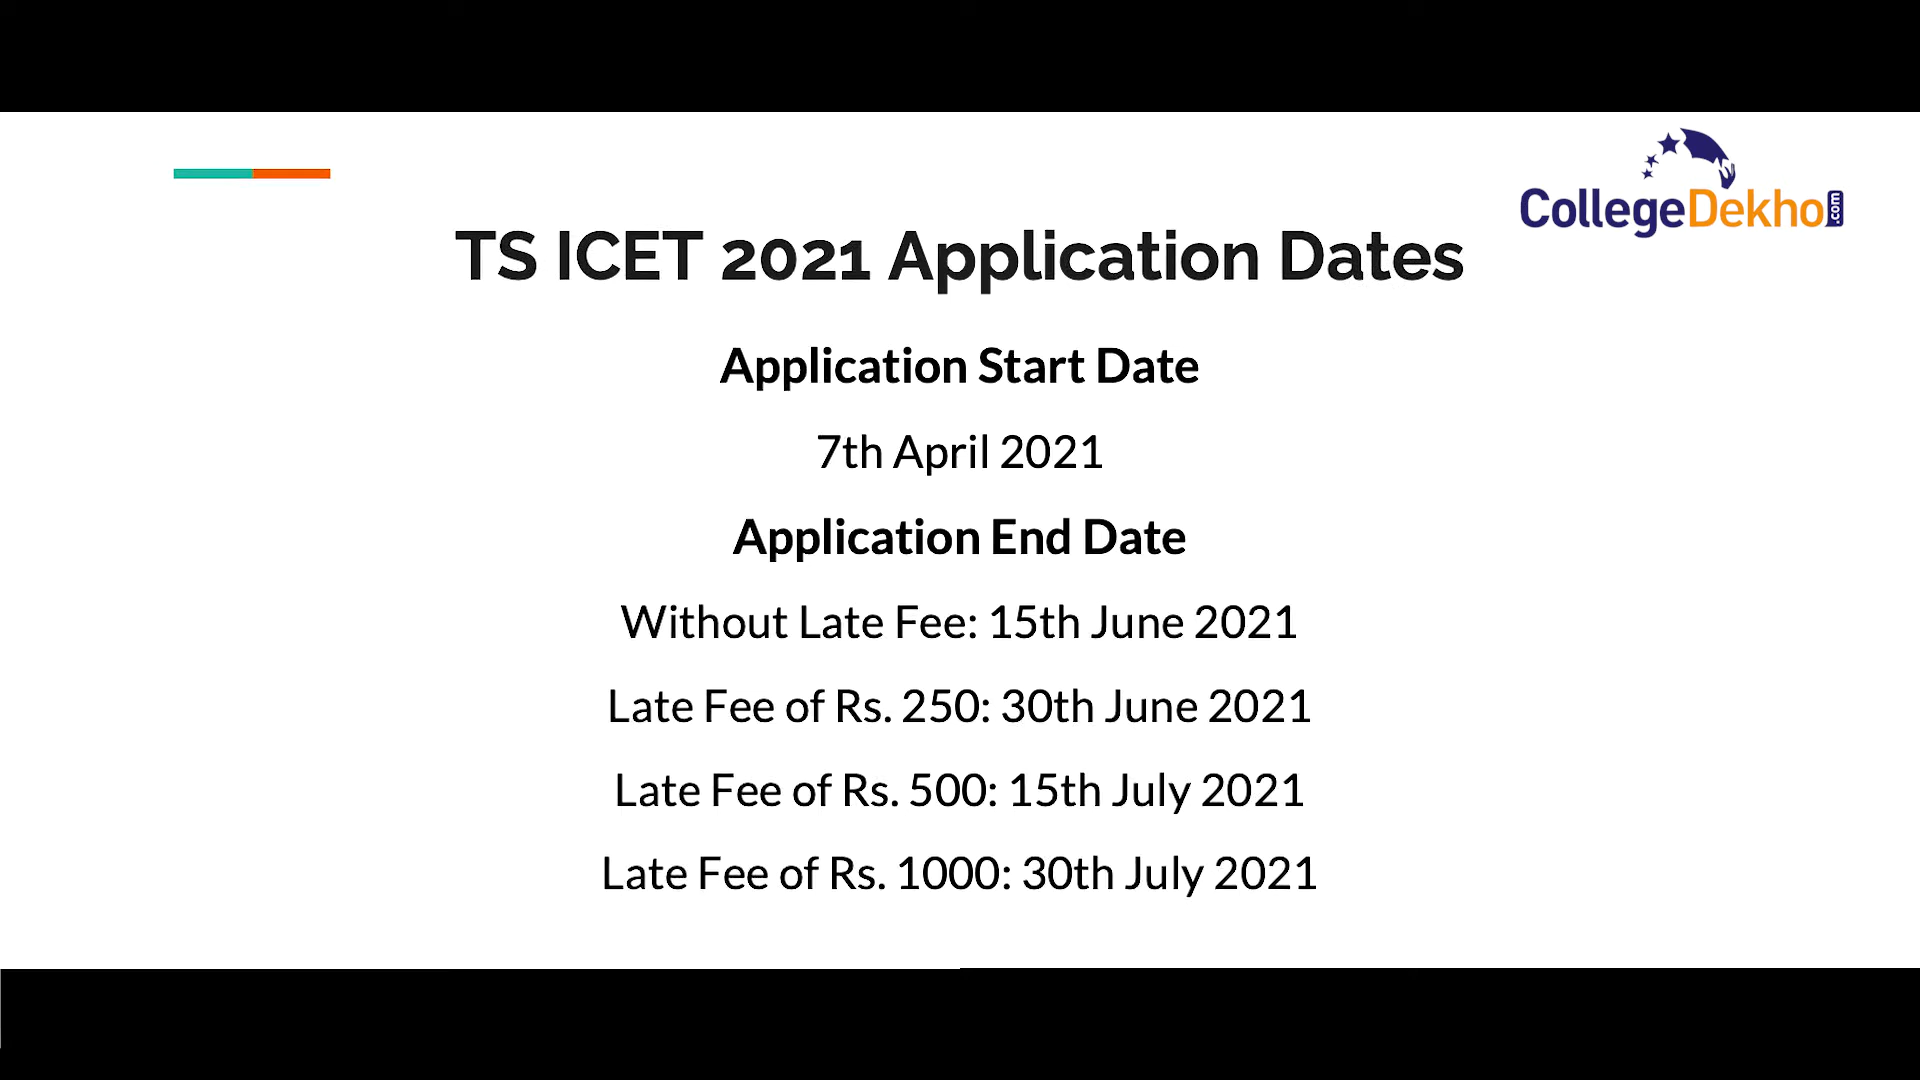 CollegeDekho.com
TS ICET 2021 Application Dates
Application Start Date
7th April 2021
Application End Date
Without Late Fee: 15th June 2021
Late Fee of Rs. 250: 30th June 2021
Late Fee of Rs. 500: 15th July 2021
Late Fee of Rs. 1000: 30th July 2021